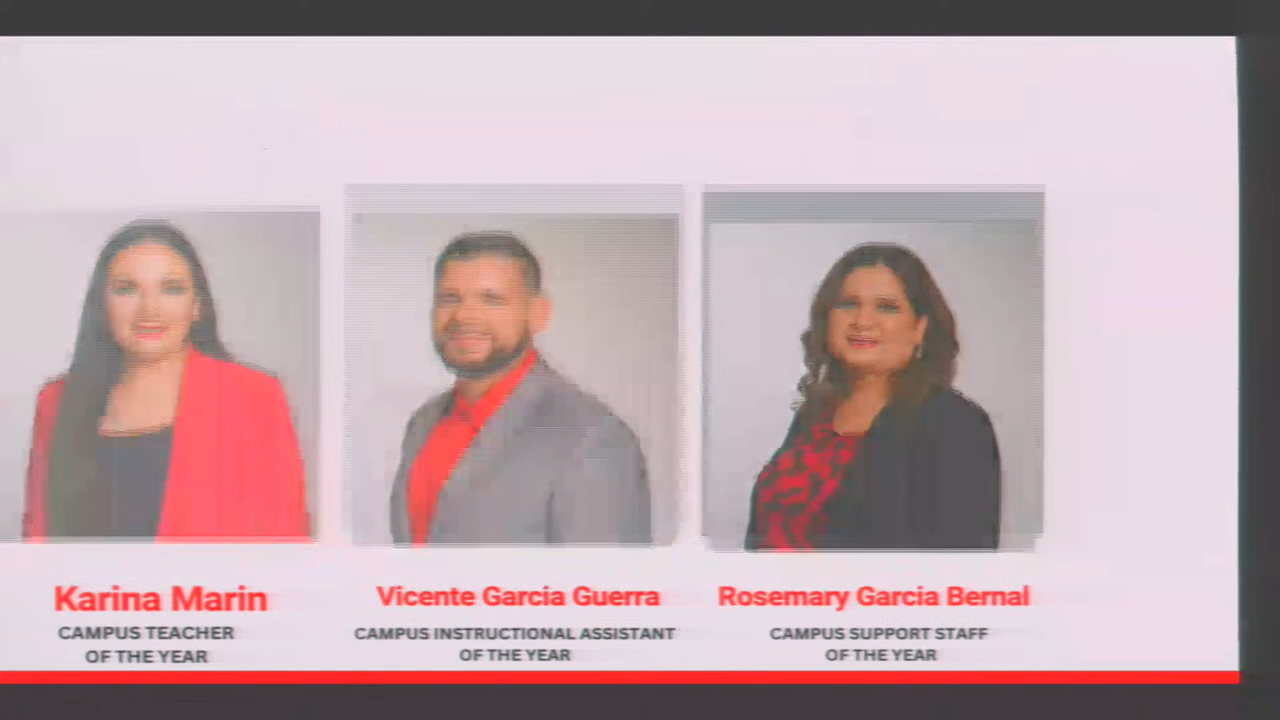 Karina Marin
CAMPUS TEACHER
OF THE YEAR
Vicente Garcia Guerra
CAMPUS INSTRUCTIONAL ASSISTANT
OF THE YEAR
Rosemary Garcia Bernal
CAMPUS SUPPORT STAFF
OF THE YEAR